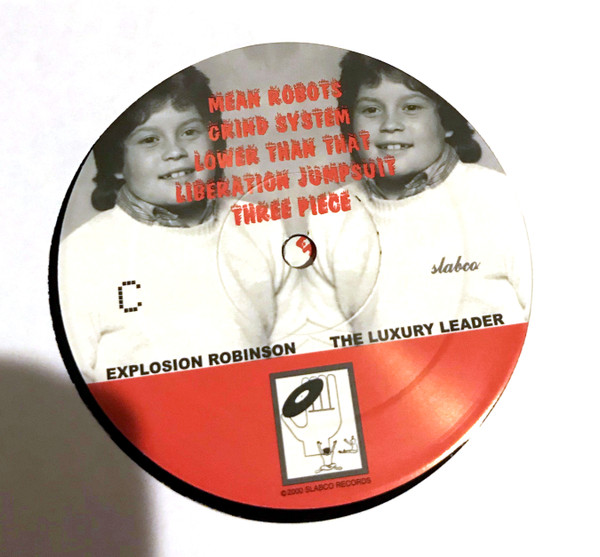 MEAN ROBOTS
GRIND SYSTEM
LOWER THAN THAT
LIBERATION JUMPSUIT
THREE PIECE
slabco
C
EXPLOSION ROBINSON
THE LUXURY LEADER
©2000 SLABCO RECORDS